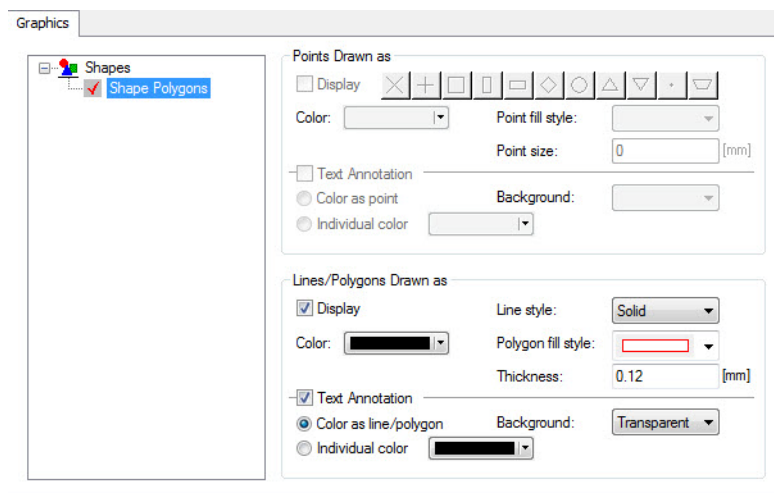 Graphics
Shapes
Shape Polygons
Points Drawn as
Display
Color:
Point fill style:
Point size:
0
[mm]
Text Annotation
Color as point
Background:
Individual color
Lines/Polygons Drawn as
Display
Line style:
Solid
Color:
Polygon fill style:
Thickness:
0.12
[mm]
Text Annotation
Color as line/polygon
Background:
Transparent
Individual color